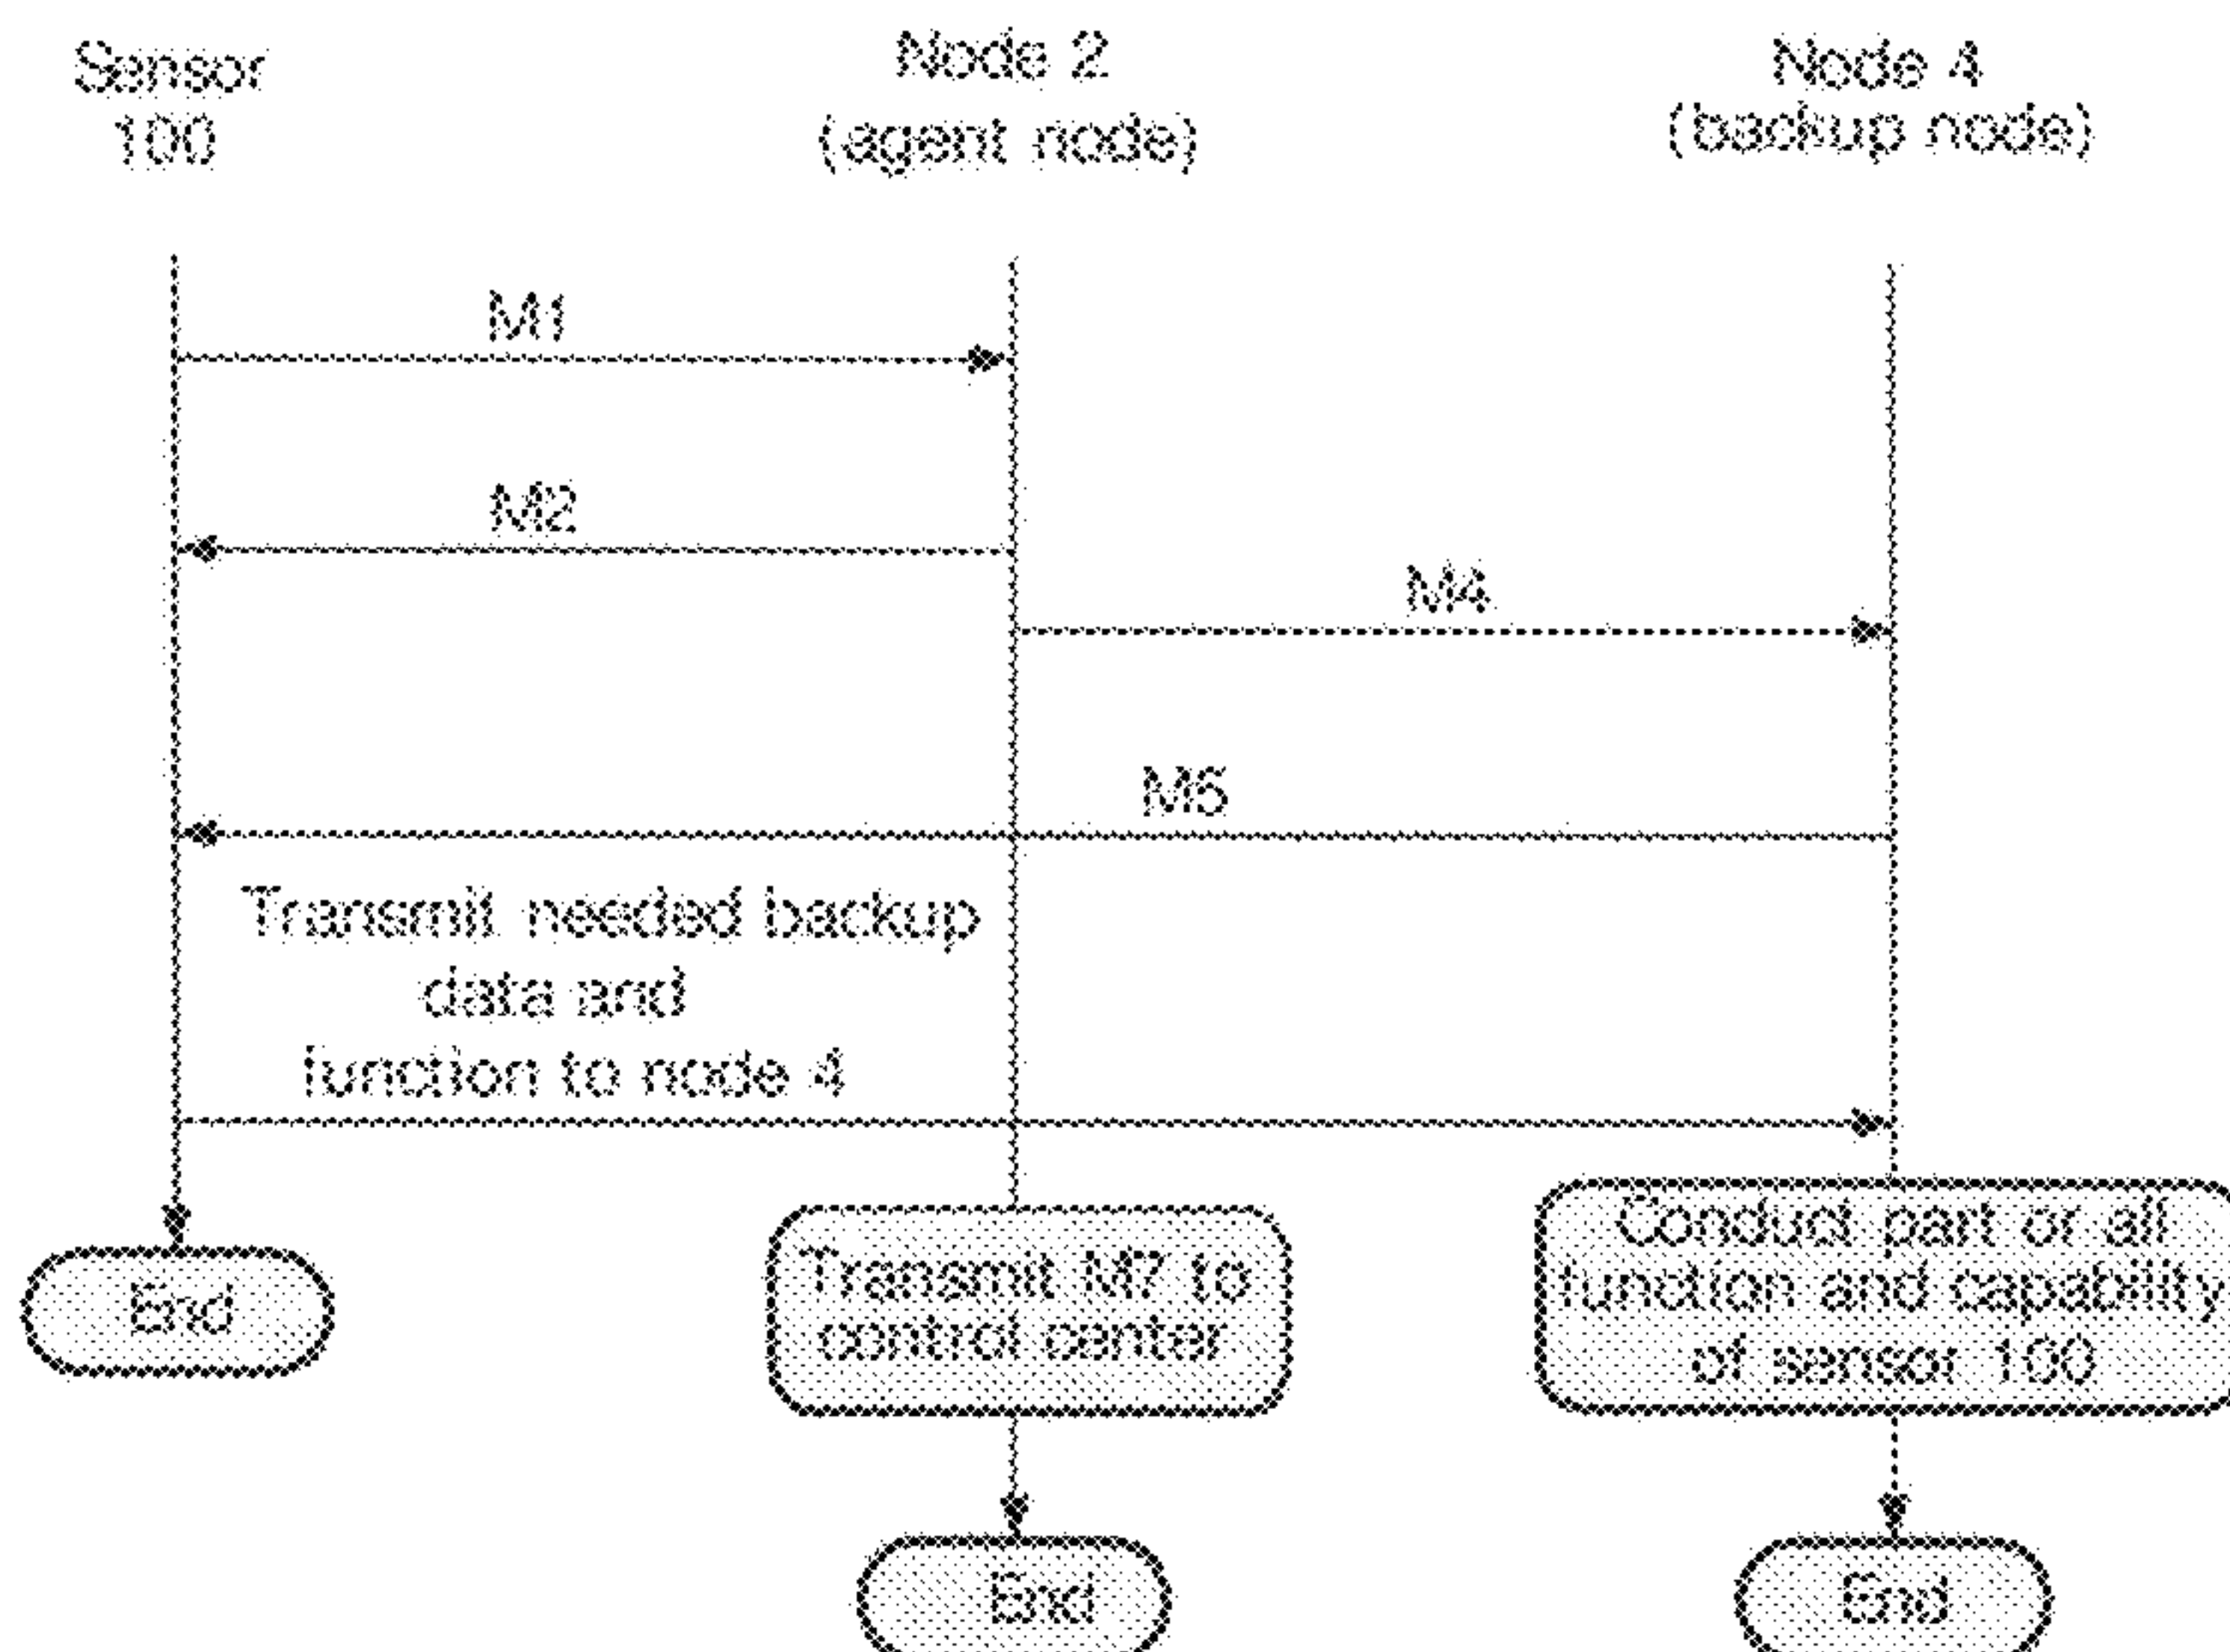 Sensor
100
Node 2
(agent node)
Node 4
(backup node)
M1
M2
M4
M5
Transmit needed backup
data and
function to node 4
End
Transmit M7 to
control center
End
Conduct part or all
function and capability
of sensor 100
End